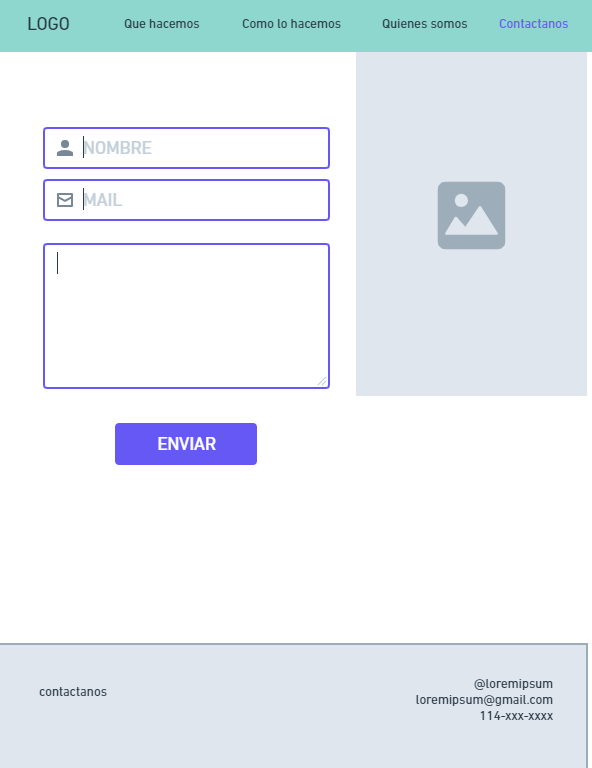 LOGO Que hacemos Como lo hacemos Quienes somos Contactanos
NOMBRE
MAIL
ENVIAR
contactanos
@loremipsum
loremipsum@gmail.com
114-xxx-xxxx